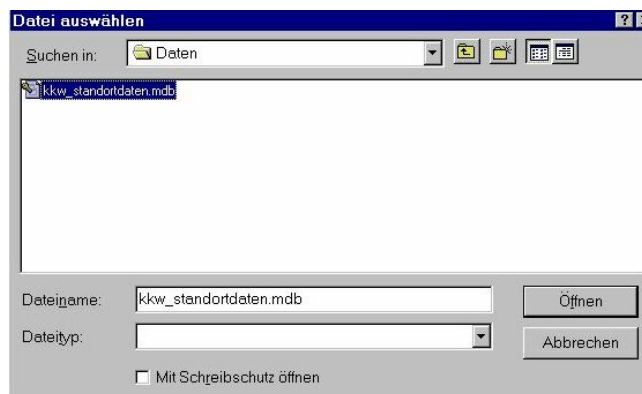 Datei auswählen
Suchen in: Daten
kkw_standortdaten.mdb
Dateiname: kkw_standortdaten.mdb Öffnen
Dateityp: Abbrechen
Mit Schreibschutz öffnen